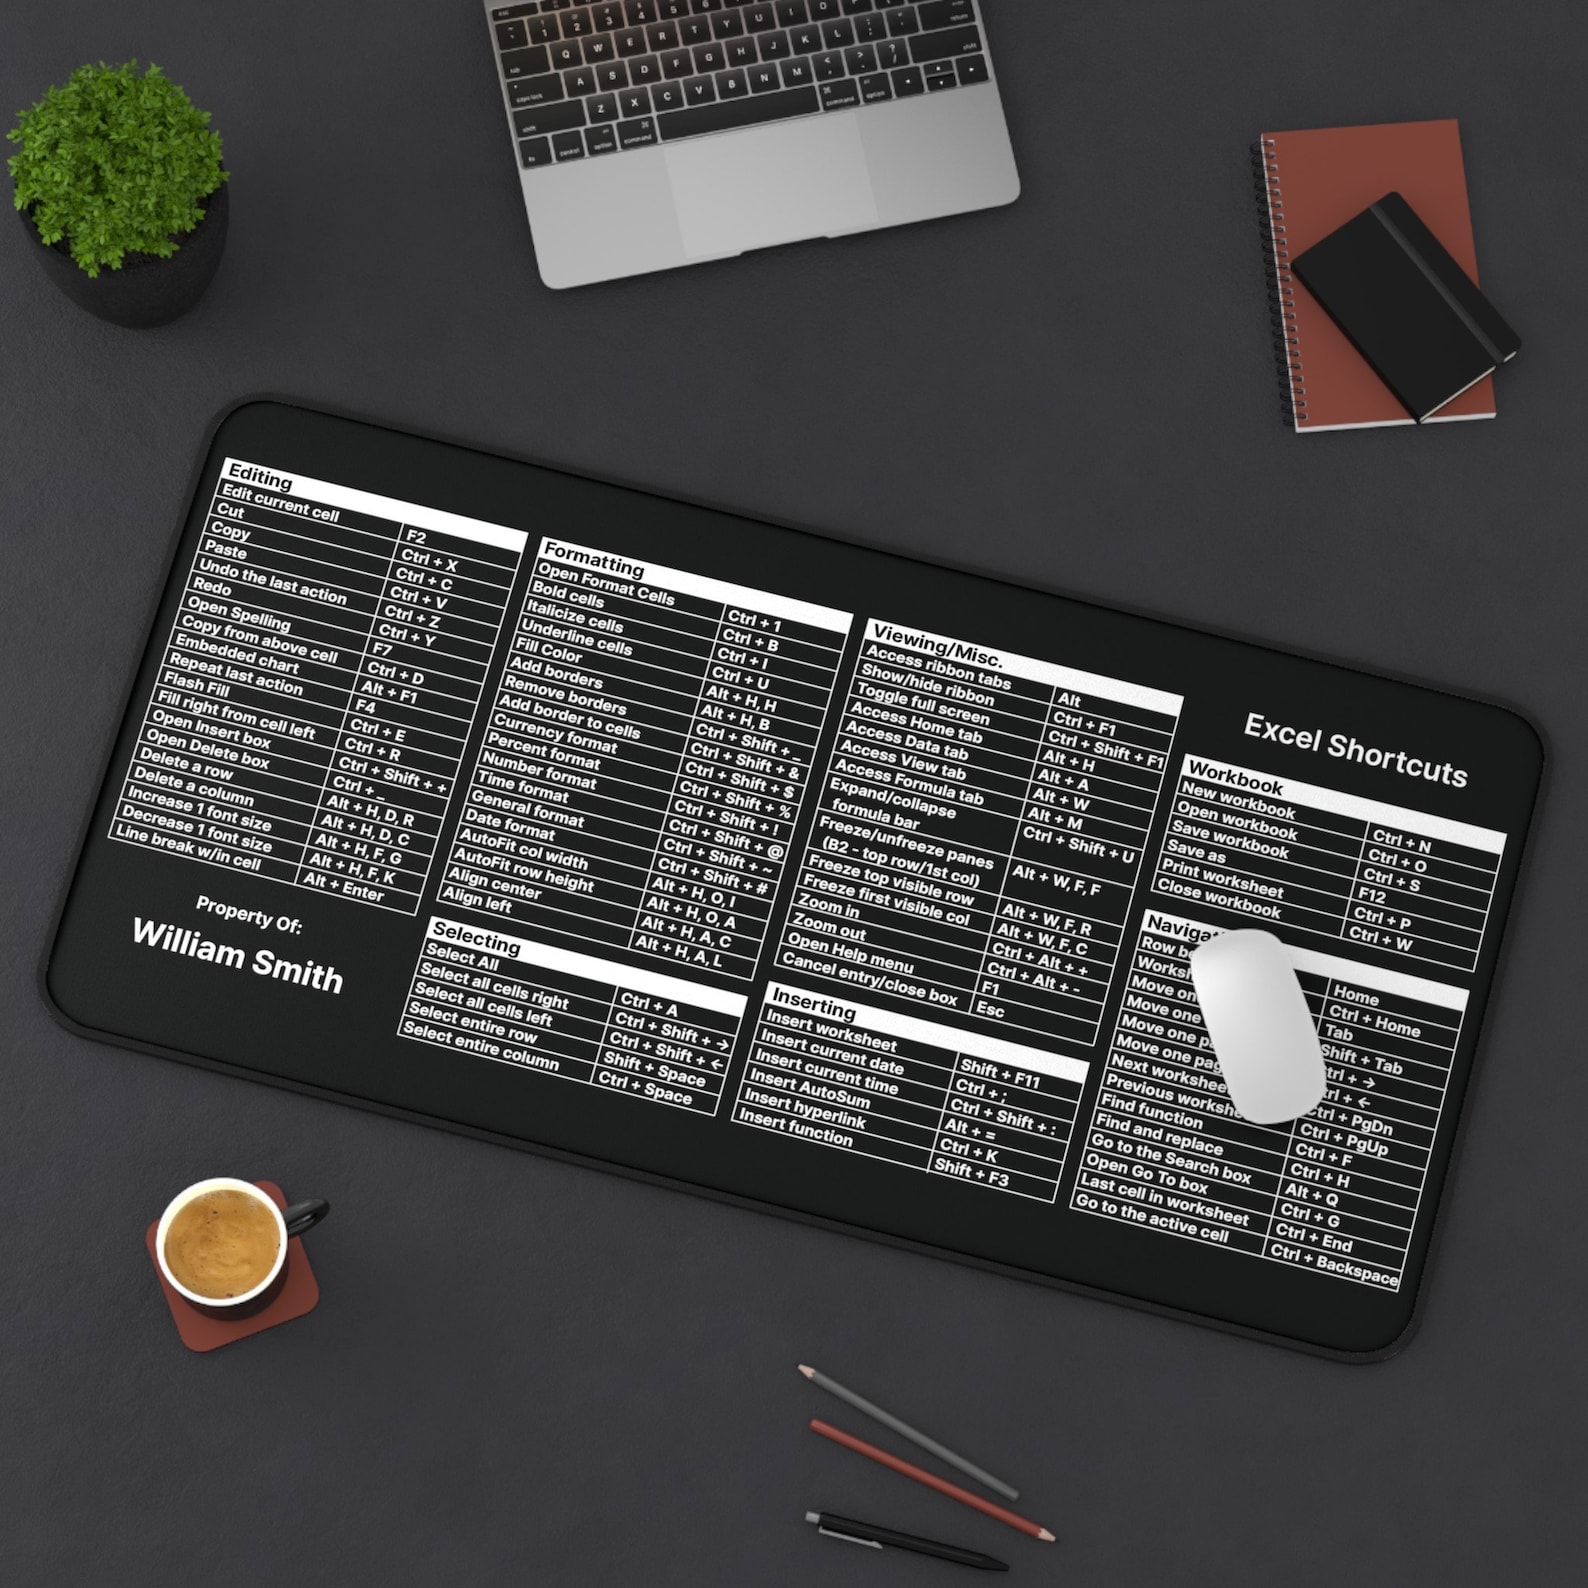 Editing
Edit current cell F2
Cut Ctrl + X
Copy Ctrl + C
Paste Ctrl + V
Undo the last action Ctrl + Z
Redo Ctrl + Y
Open Spelling F7
Copy from above cell Ctrl + D
Embedded chart Alt + F1
Repeat last action F4
Flash Fill Ctrl + E
Fill right from cell left Ctrl + R
Open Insert box Ctrl + Shift + +
Open Delete box Ctrl + _
Delete a row Alt + H, D, R
Delete a column Alt + H, D, C
Increase 1 font size Alt + H, F, G
Decrease 1 font size Alt + H, F, K
Line break w/in cell Alt + Enter
Property Of:
William Smith
Formatting
Open Format Cells Ctrl + 1
Bold cells Ctrl + B
Italicize cells Ctrl + I
Underline cells Ctrl + U
Fill Color Alt + H, H
Add borders Alt + H, B
Remove borders Ctrl + Shift + _
Add border to cells Ctrl + Shift + &
Currency format Ctrl + Shift + $
Percent format Ctrl + Shift + %
Number format Ctrl + Shift + !
Time format Ctrl + Shift + @
General format Ctrl + Shift + ~
Date format Ctrl + Shift + #
AutoFit col width Alt + H, O, I
AutoFit row height Alt + H, O, A
Align center Alt + H, A, C
Align left Alt + H, A, L
Selecting
Select All Ctrl + A
Select all cells right Ctrl + Shift + →
Select all cells left Ctrl + Shift + ←
Select entire row Shift + Space
Select entire column Ctrl + Space
Viewing/Misc.
Access ribbon tabs Alt
Show/hide ribbon Ctrl + F1
Toggle full screen Ctrl + Shift + F1
Access Home tab Alt + H
Access Data tab Alt + A
Access View tab Alt + W
Access Formula tab Alt + M
Expand/collapse
formula bar Ctrl + Shift + U
Freeze/unfreeze panes
(B2 - top row/1st col) Alt + W, F, F
Freeze top visible row Alt + W, F, R
Freeze first visible col Alt + W, F, C
Zoom in Ctrl + Alt + +
Zoom out Ctrl + Alt + -
Open Help menu F1
Cancel entry/close box Esc
Inserting
Insert worksheet Shift + F11
Insert current date Ctrl + ;
Insert current time Ctrl + Shift + :
Insert AutoSum Alt + =
Insert hyperlink Ctrl + K
Insert function Shift + F3
Excel Shortcuts
Workbook
New workbook Ctrl + N
Open workbook Ctrl + O
Save workbook Ctrl + S
Save as F12
Print worksheet Ctrl + P
Close workbook Ctrl + W
Row Home
Ctrl + Home
Move Tab
Move one Shift + Tab
Move one →
Move one ←
Next worksheet Ctrl + PgDn
Previous Ctrl + PgUp
Find function Ctrl + F
Find and replace Ctrl + H
Go to the Search box Alt + Q
Open Go To box Ctrl + G
Last cell in worksheet Ctrl + End
Go to the active cell Ctrl + Backspace